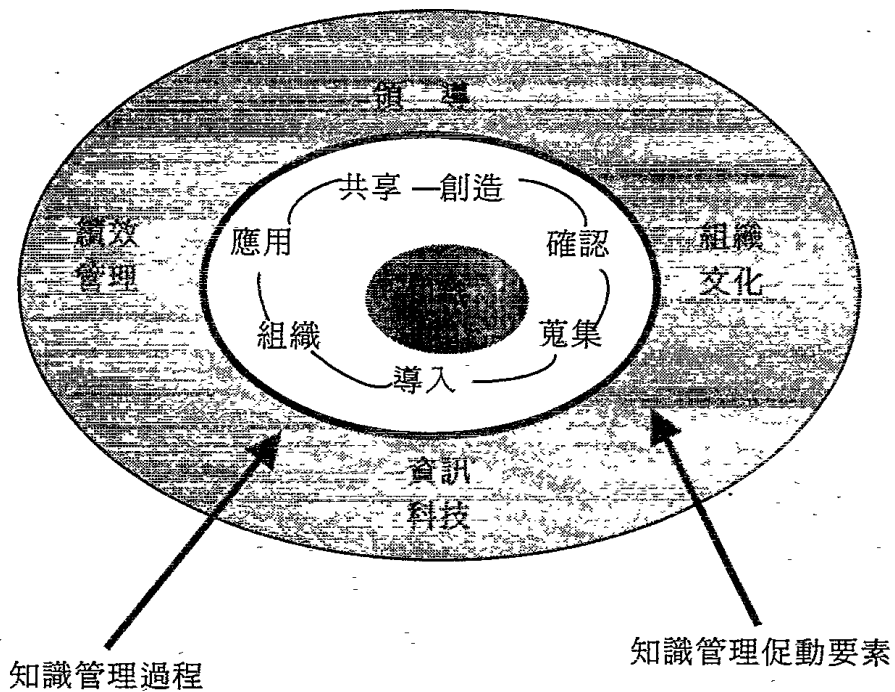 領 導
共享 — 創造
績效
管理
應用
確認
組織
文化
組織
蒐集
導入
資訊
科技
知識管理過程
知識管理促動要素